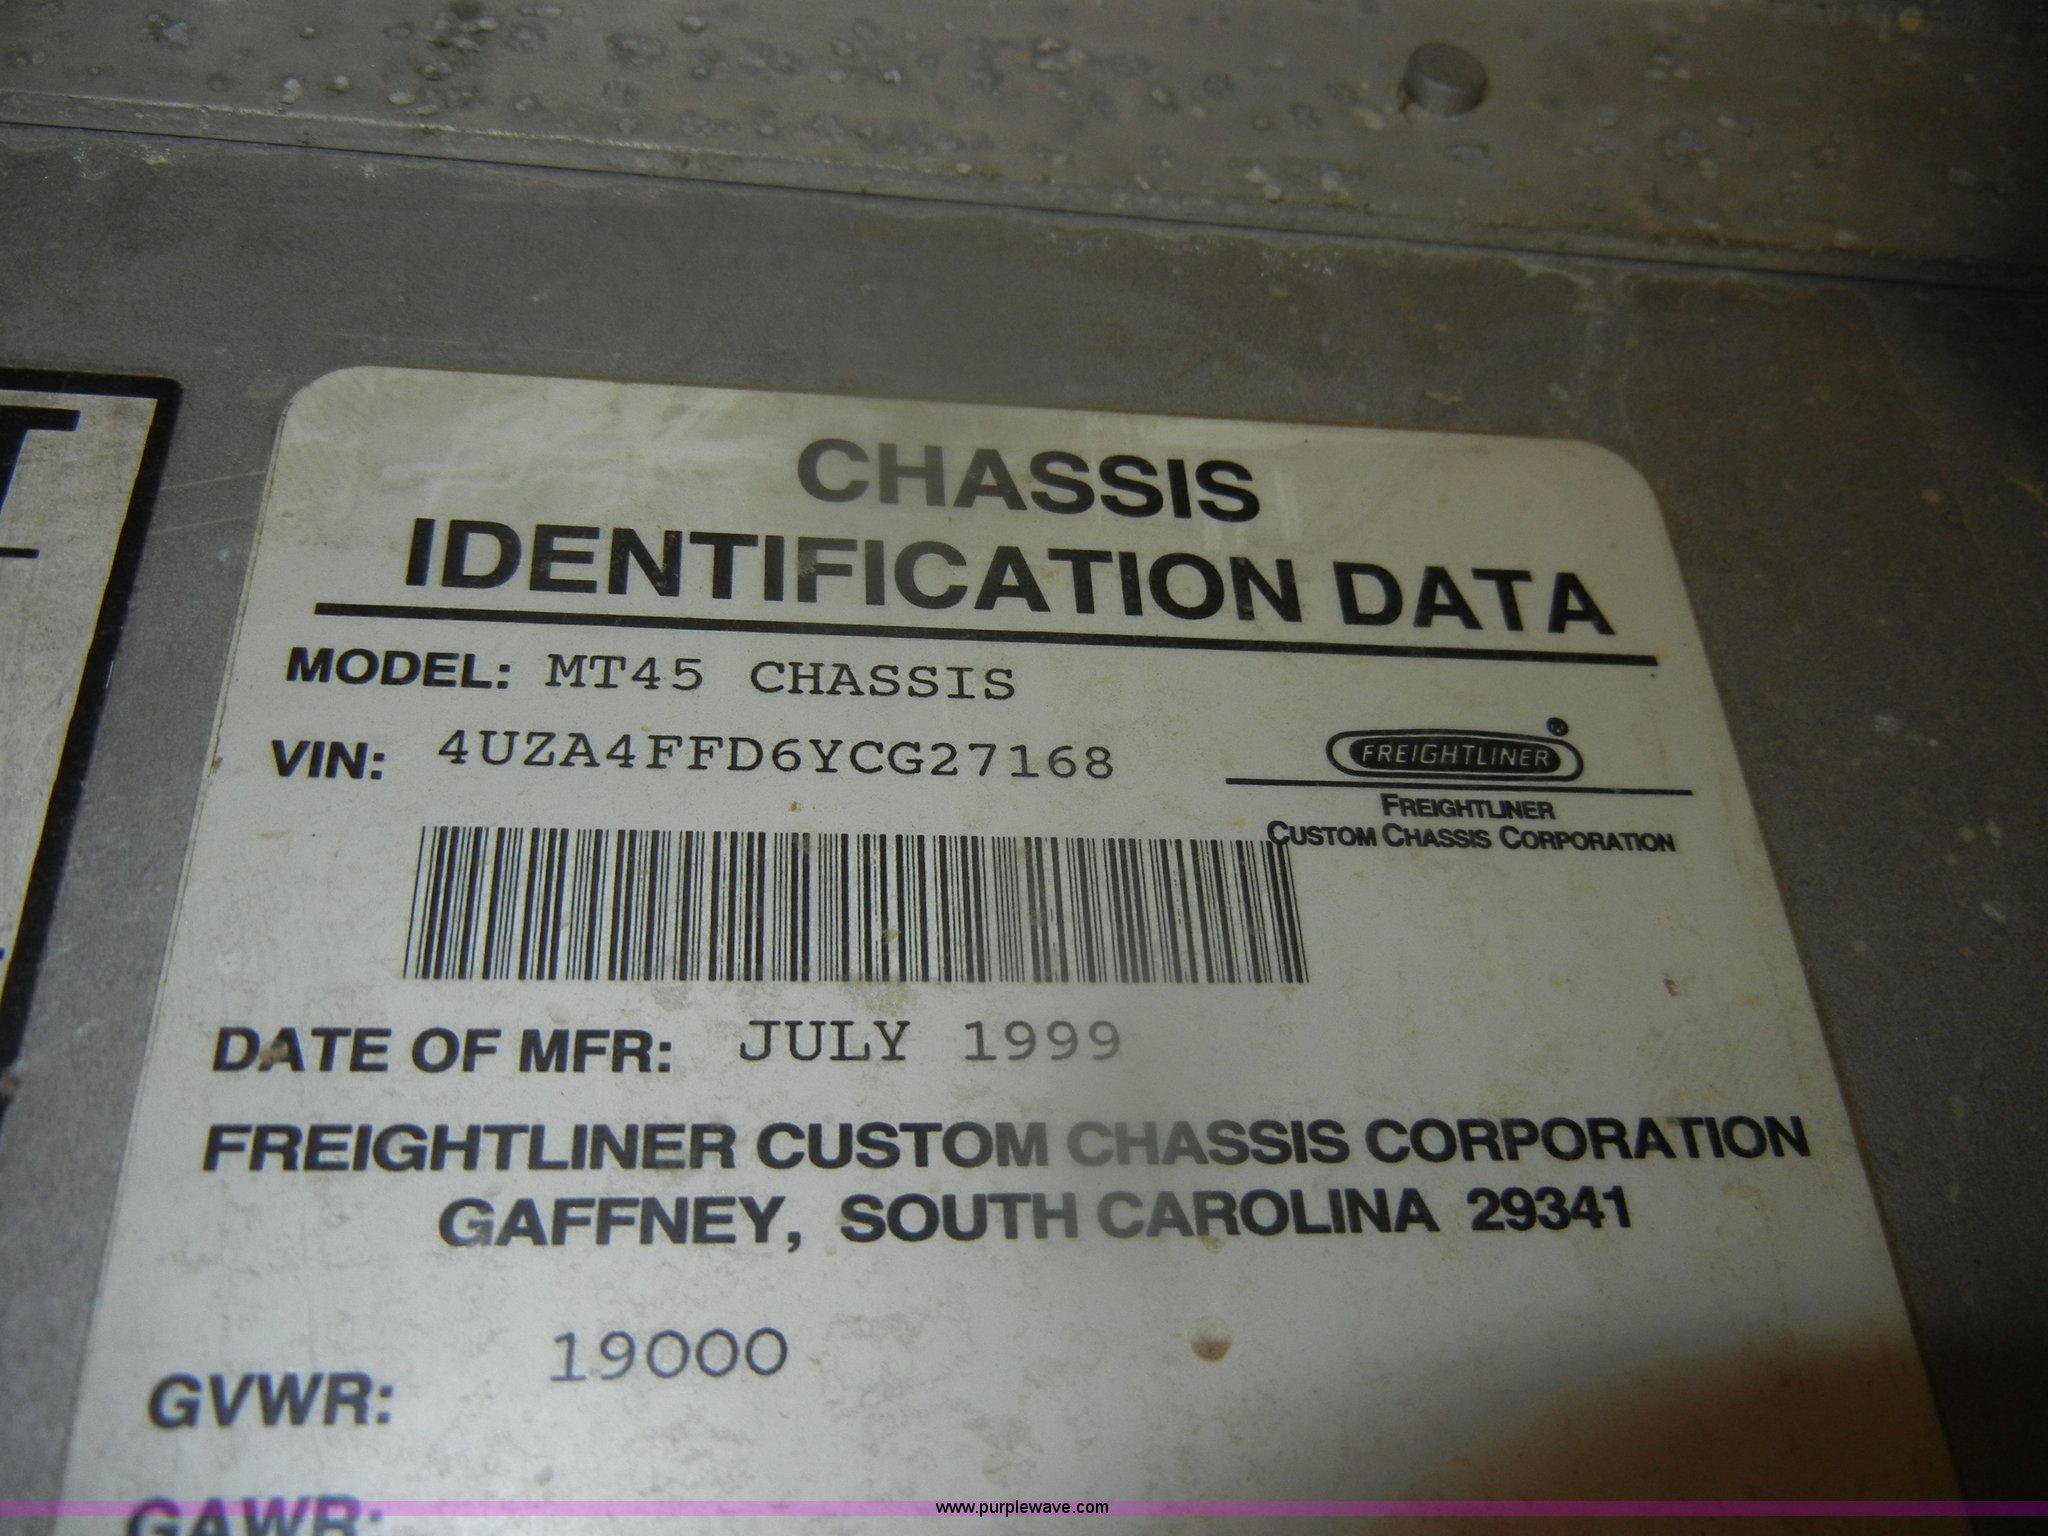 T
CHASSIS
IDENTIFICATION DATA
MODEL: MT45 CHASSIS
VIN: 4UZA4FFD6YCG27168
FREIGHTLINER®
FREIGHTLINER
CUSTOM CHASSIS CORPORATION
DATE OF MFR: JULY 1999
FREIGHTLINER CUSTOM CHASSIS CORPORATION
GAFFNEY, SOUTH CAROLINA 29341
GVWR: 19000
GAWR:
www.purplewave.com